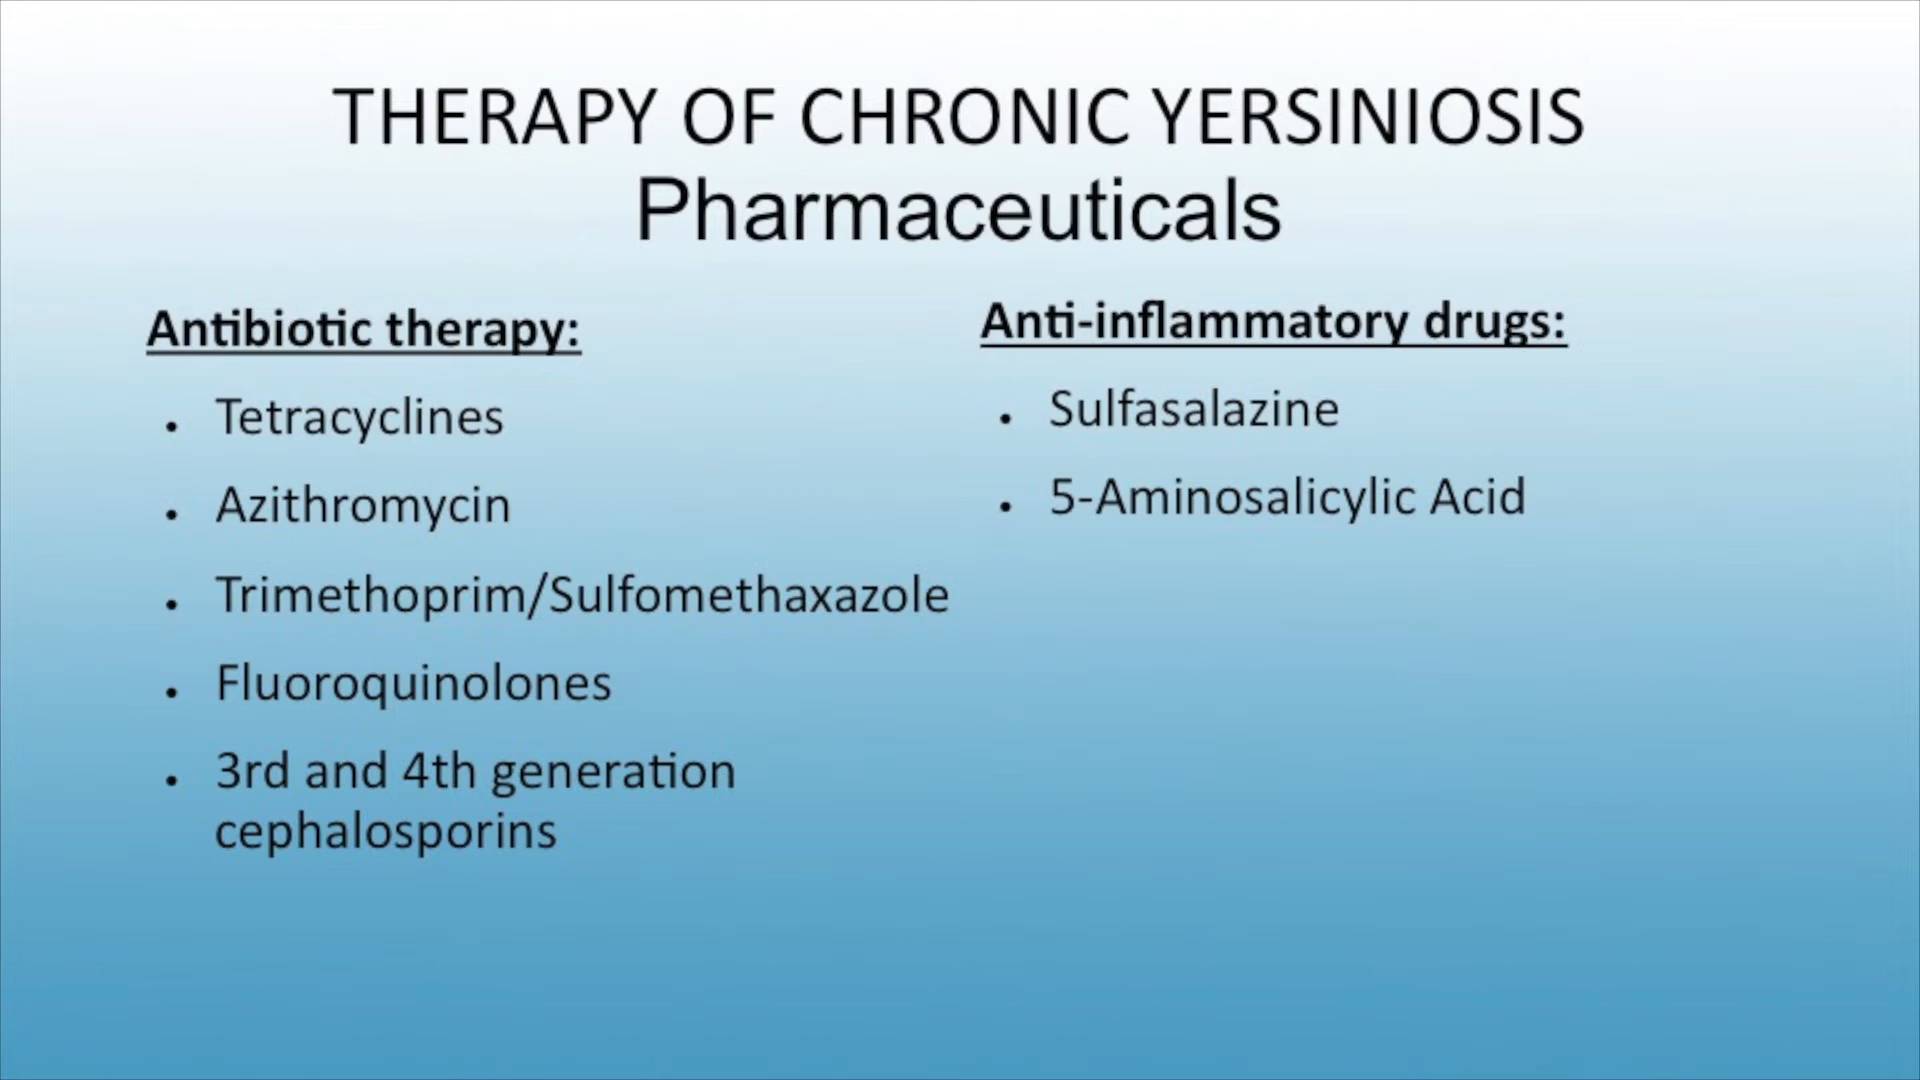 THERAPY OF CHRONIC YERSINIOSIS
Pharmaceuticals
Antibiotic therapy:
• Tetracyclines
• Azithromycin
• Trimethoprim/Sulfomethaxazole
• Fluoroquinolones
• 3rd and 4th generation
cephalosporins
Anti-inflammatory drugs:
• Sulfasalazine
• 5-Aminosalicylic Acid